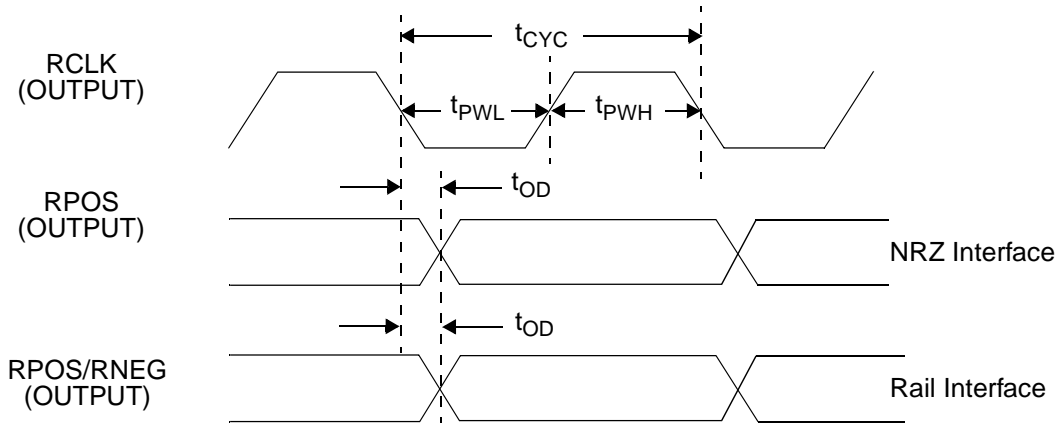 tCYC
RCLK
(OUTPUT)
tPWL
tPWH
tOD
RPOS
(OUTPUT)
NRZ Interface
tOD
RPOS/RNEG
(OUTPUT)
Rail Interface